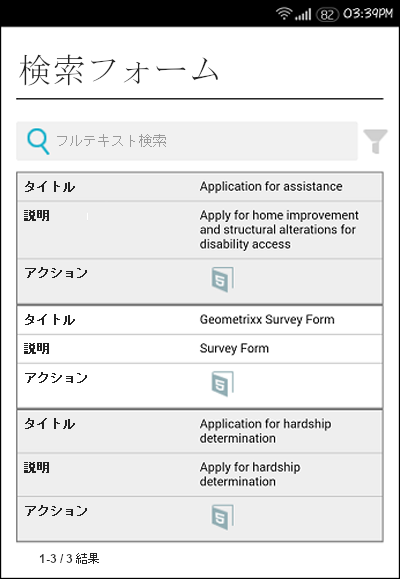 82 03:39PM
検索フォーム
フルテキスト検索
タイトル Application for assistance
説明 Apply for home improvement
and structural alterations for
disability access
アクション 5
タイトル Geometrixx Survey Form
説明 Survey Form
アクション 5
タイトル Application for hardship
determination
説明 Apply for hardship
determination
アクション 5
1-3 / 3 結果